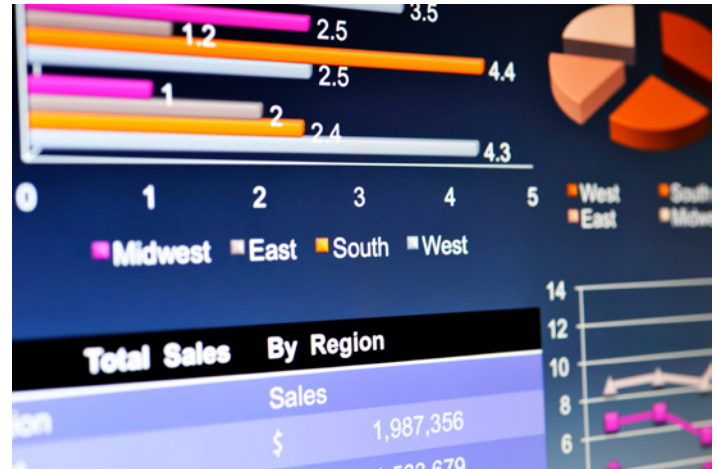 3.5
2.5
1.2
4.4
2.5
1
2
2.4
4.3
0 1 2 3 4 5
Midwest East South West
West South
East Midwe
Total Sales By Region
Sales
$ 1,987,356
14
12
10
8
6